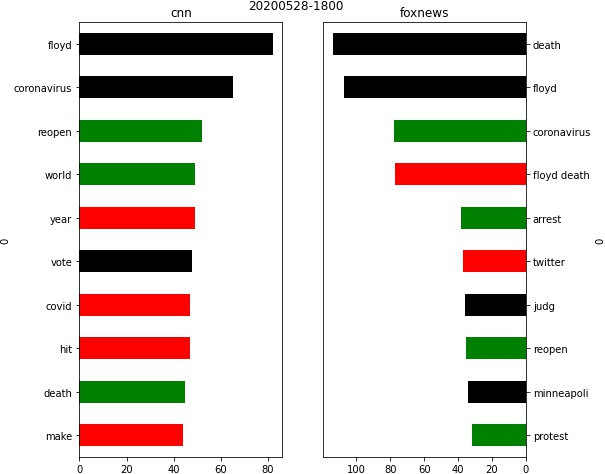 20200528-1800
cnn
foxnews
floyd
coronavirus
reopen
world
year
vote
covid
hit
death
make
0
0 20 40 60 80
death
floyd
coronavirus
floyd death
arrest
twitter
judg
reopen
minneapoli
protest
0
100 80 60 40 20 0